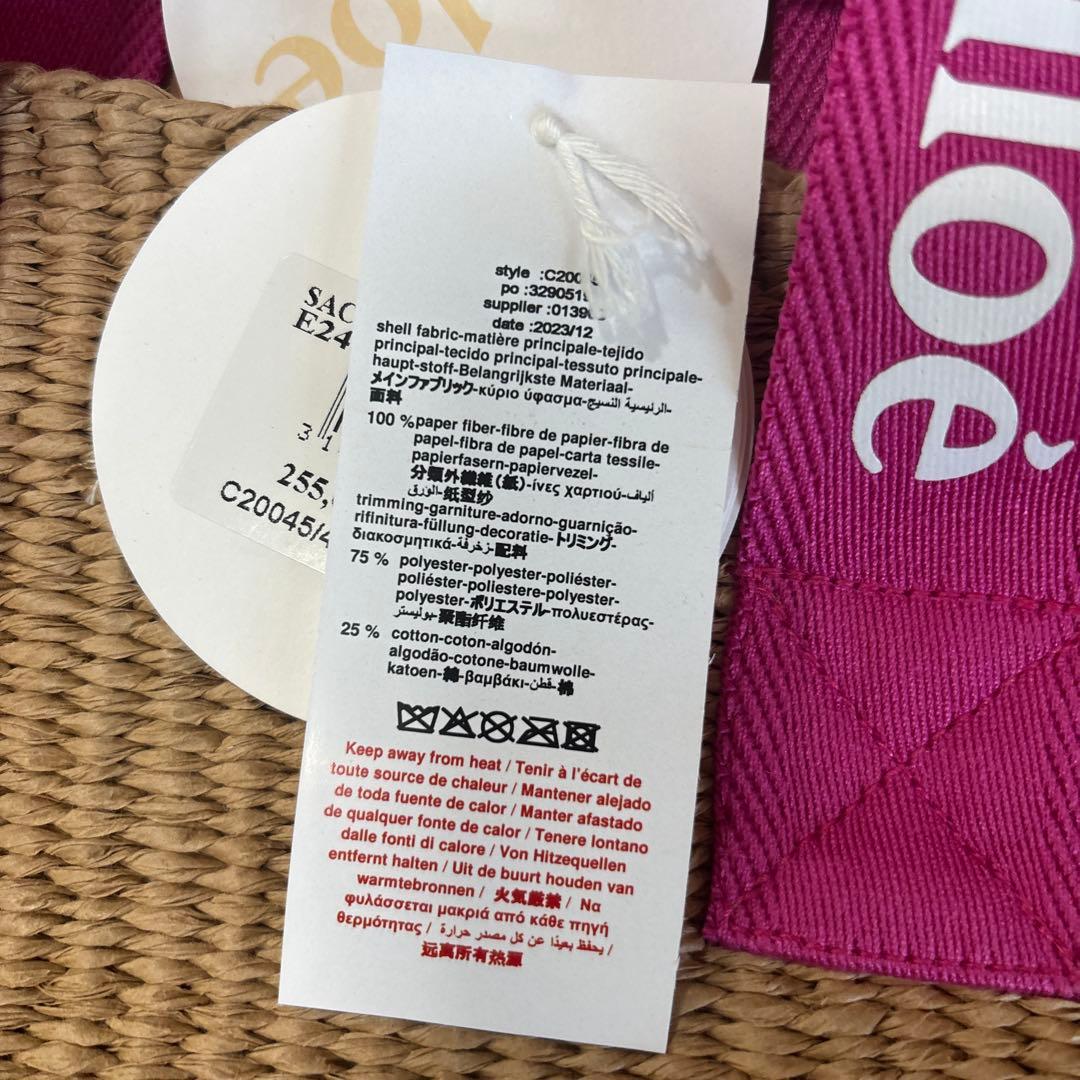 loe
SAC
E24
3 1
255,
C20045/4
style :C200
po :329051
supplier :0139
date :2023/12
shell fabric-matière principale-tejido
principal-tecido principal-tessuto principale-
haupt-stoff-Belangrijkste Materiaal-
メインファブリック-κύριο ύφασμα-الرئيسية النسيج-
面料
100 %paper fiber-fibre de papier-fibra de
papel-fibra de papel-carta tessile-
papierfasern-papiervezel-
分類外繊維(紙)-ίνες χαρτιού-ألياف
الورق-纸型纱
trimming-garniture-adorno-guarnição-
rifinitura-füllung-decoratie-トリミング-
διακοσμητικά-زخرفة-配料
75 % polyester-polyester-poliéster-
poliéster-poliestere-polyester-
polyester-ポリエステル-πολυεστέρας-
بوليستر-聚酯纤维
25 % cotton-coton-algodón-
algodão-cotone-baumwolle-
katoen-綿-βαμβάκι-قطن-棉
Keep away from heat / Tenir à l'écart de
toute source de chaleur / Mantener alejado
de toda fuente de calor / Manter afastado
de qualquer fonte de calor / Tenere lontano
dalle fonti di calore / Von Hitzequellen
entfernt halten / Uit de buurt houden van
warmtebronnen / 火気厳禁 / Να
φυλάσσεται μακριά από κάθε πηγή
θερμότητας / يحفظ بعيدًا عن كل مصدر حرارة /
远离所有热源
loè